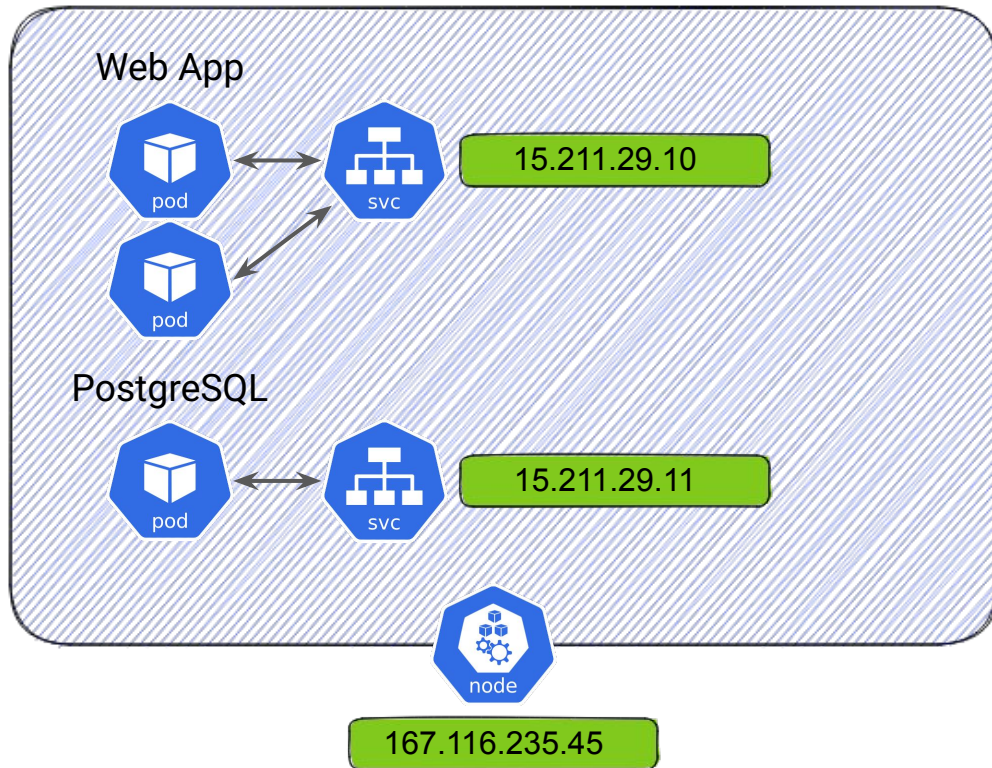 Web App
pod
svc
15.211.29.10
pod
PostgreSQL
pod
svc
15.211.29.11
node
167.116.235.45